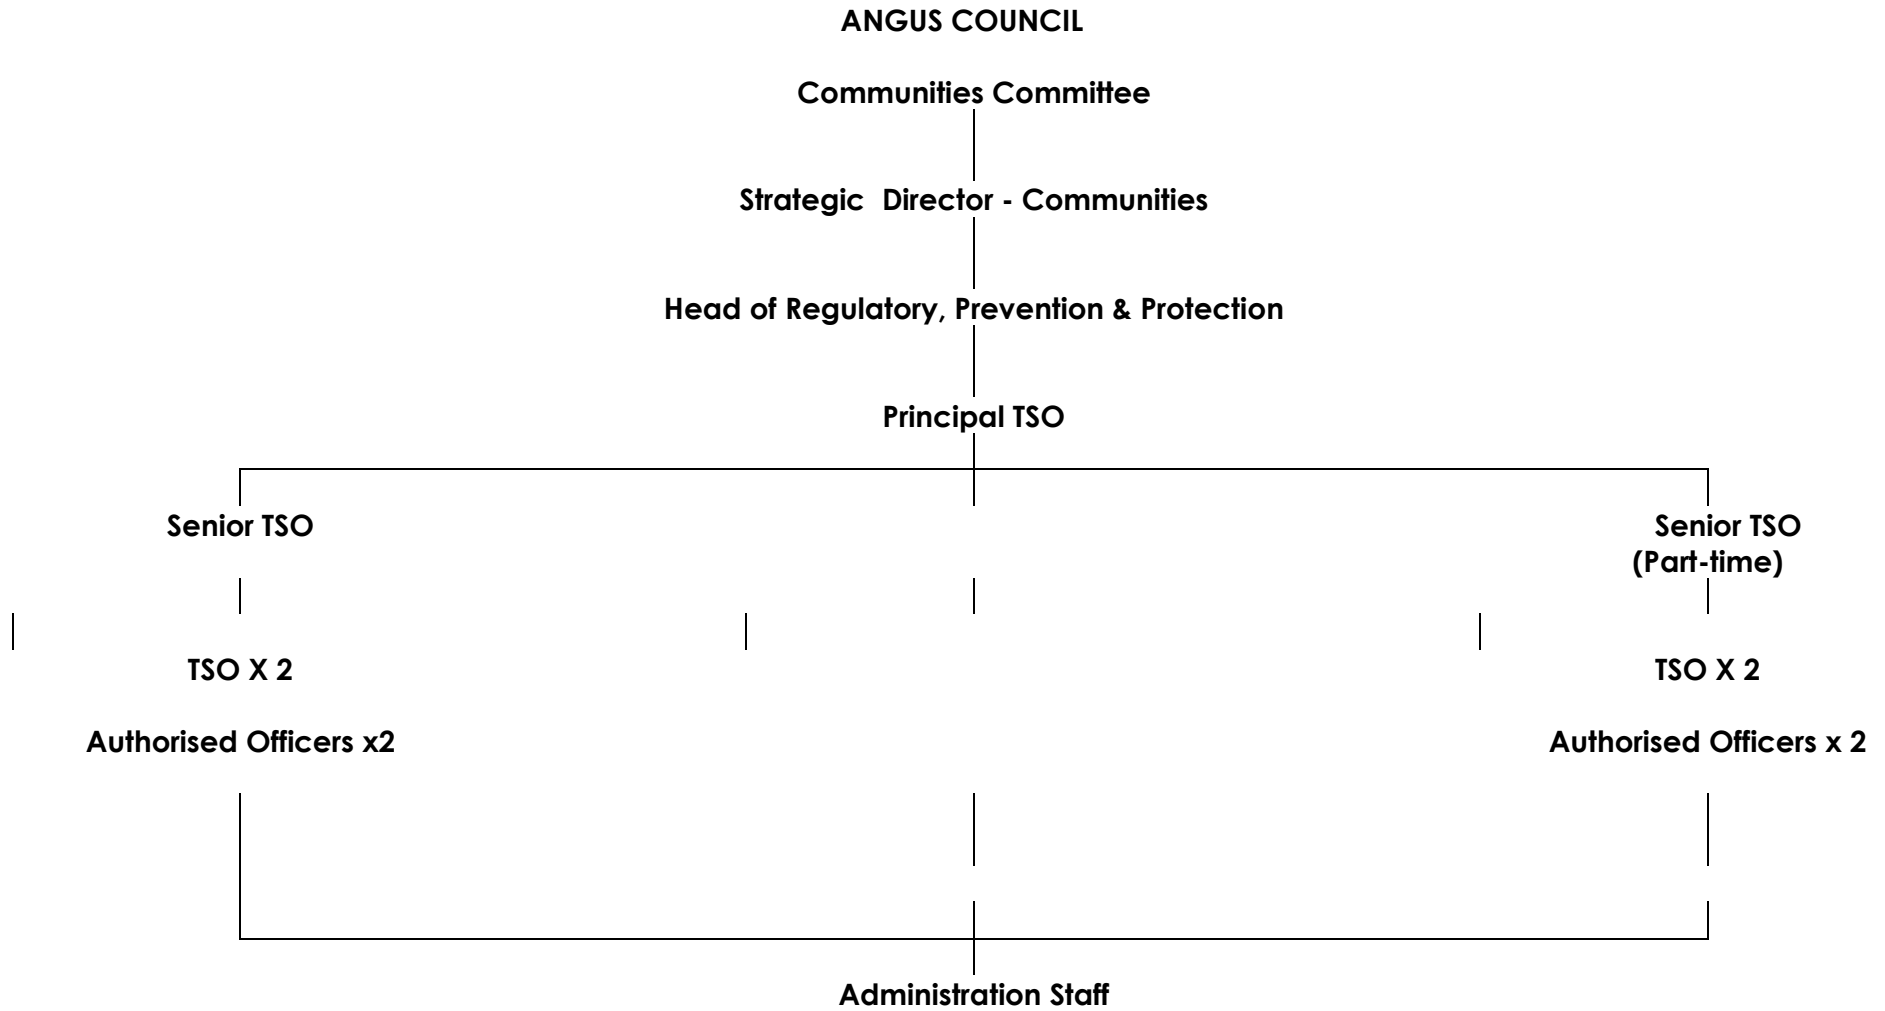 ANGUS COUNCIL
Communities Committee
Strategic  Director - Communities
Head of Regulatory, Prevention & Protection
Principal TSO
Senior TSO
Senior TSO
(Part-time)
TSO X 2
TSO X 2
Authorised Officers x2
Authorised Officers x 2
Administration Staff